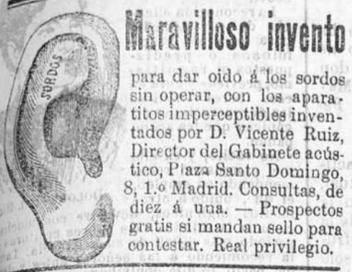 Maravilloso invento
SORDOS
para dar oido á los sordos
sin operar, con los apara-
titos imperceptibles inven-
tados por D. Vicente Ruiz,
Director del Gabinete acús-
tico, Plaza Santo Domingo,
8, 1.º Madrid. Consultas, de
diez á una. — Prospectos
gratis si mandan sello para
contestar. Real privilegio.